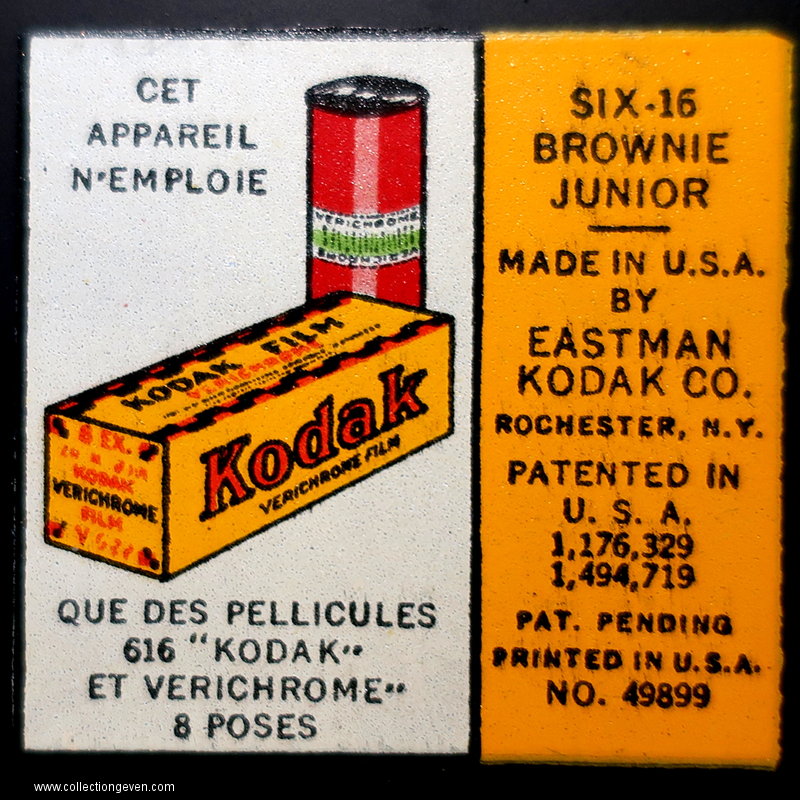 CET
APPAREIL
N'EMPLOIE
VERICHROME
KODAK FILM
VERICHROME
Kodak
VERICHROME FILM
8 EX.
KODAK
VERICHROME
FILM
V 616
QUE DES PELLICULES
616 "KODAK"
ET VERICHROME"
8 POSES
SIX-16
BROWNIE
JUNIOR
MADE IN U.S.A.
BY
EASTMAN
KODAK CO.
ROCHESTER, N.Y.
PATENTED IN
U. S. A.
1,176,329
1,494,719
PAT. PENDING
PRINTED IN U.S.A.
NO. 49899
www.collectiongeven.com